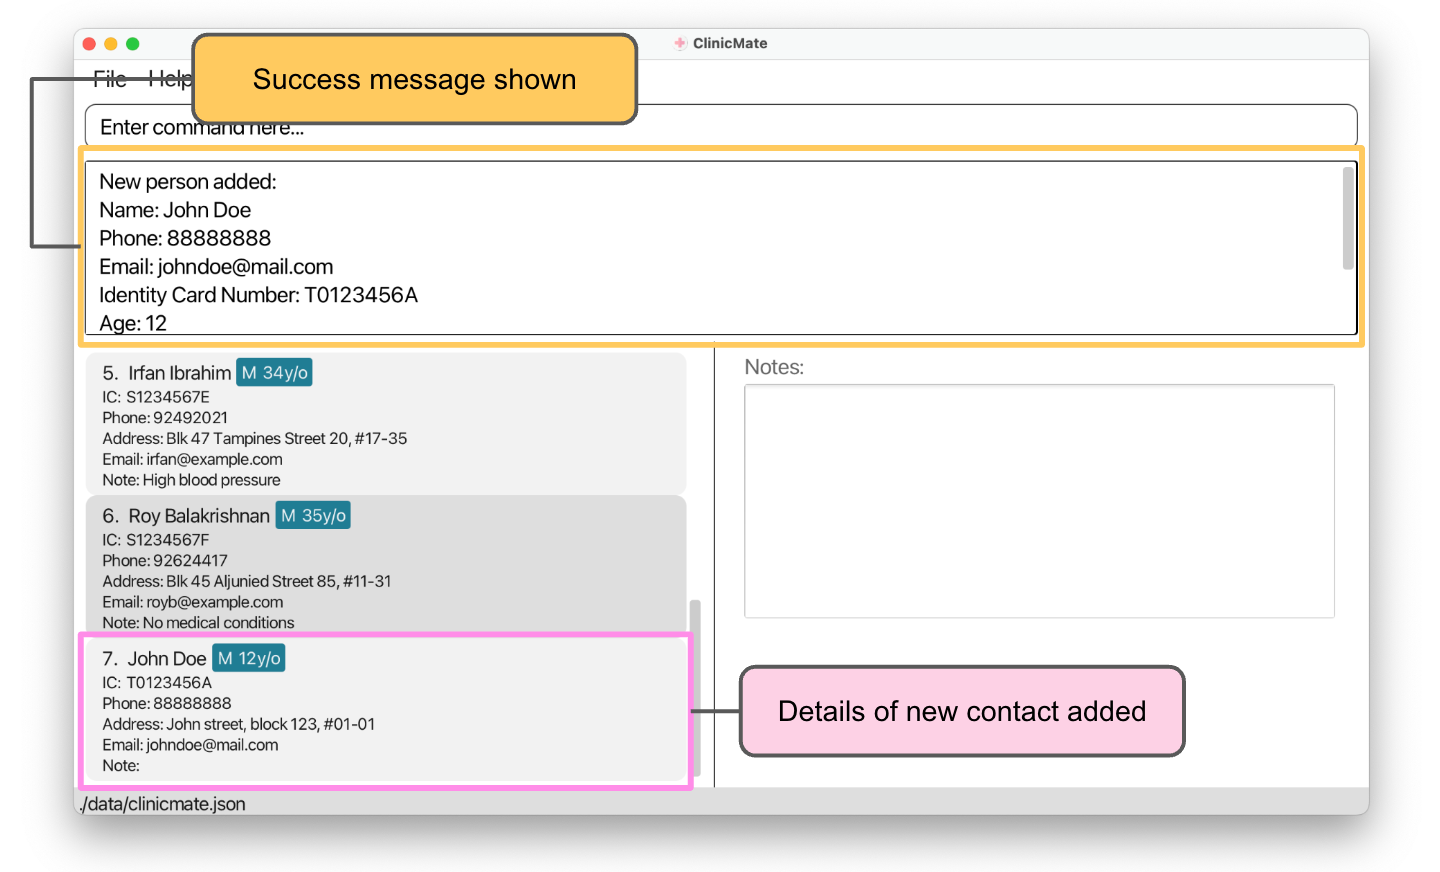 ClinicMate
File Help
Success message shown
Enter command here...
New person added:
Name: John Doe
Phone: 88888888
Email: johndoe@mail.com
Identity Card Number: T0123456A
Age: 12
5. Irfan Ibrahim M 34y/o
IC: S1234567E
Phone: 92492021
Address: Blk 47 Tampines Street 20, #17-35
Email: irfan@example.com
Note: High blood pressure
6. Roy Balakrishnan M 35y/o
IC: S1234567F
Phone: 92624417
Address: Blk 45 Aljunied Street 85, #11-31
Email: royb@example.com
Note: No medical conditions
7. John Doe M 12y/o
IC: T0123456A
Phone: 88888888
Address: John street, block 123, #01-01
Email: johndoe@mail.com
Note:
Notes:
Details of new contact added
./data/clinicmate.json